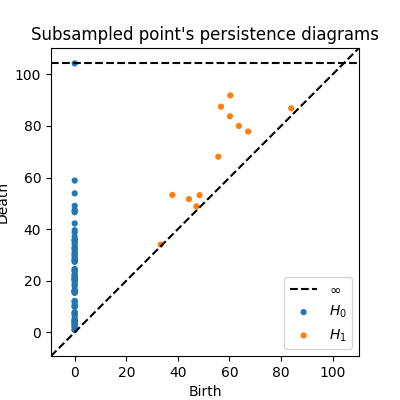 Subsampled point's persistence diagrams
100
80
60
40
20
0
Death
0 20 40 60 80 100
Birth
∞
H₀
H₁